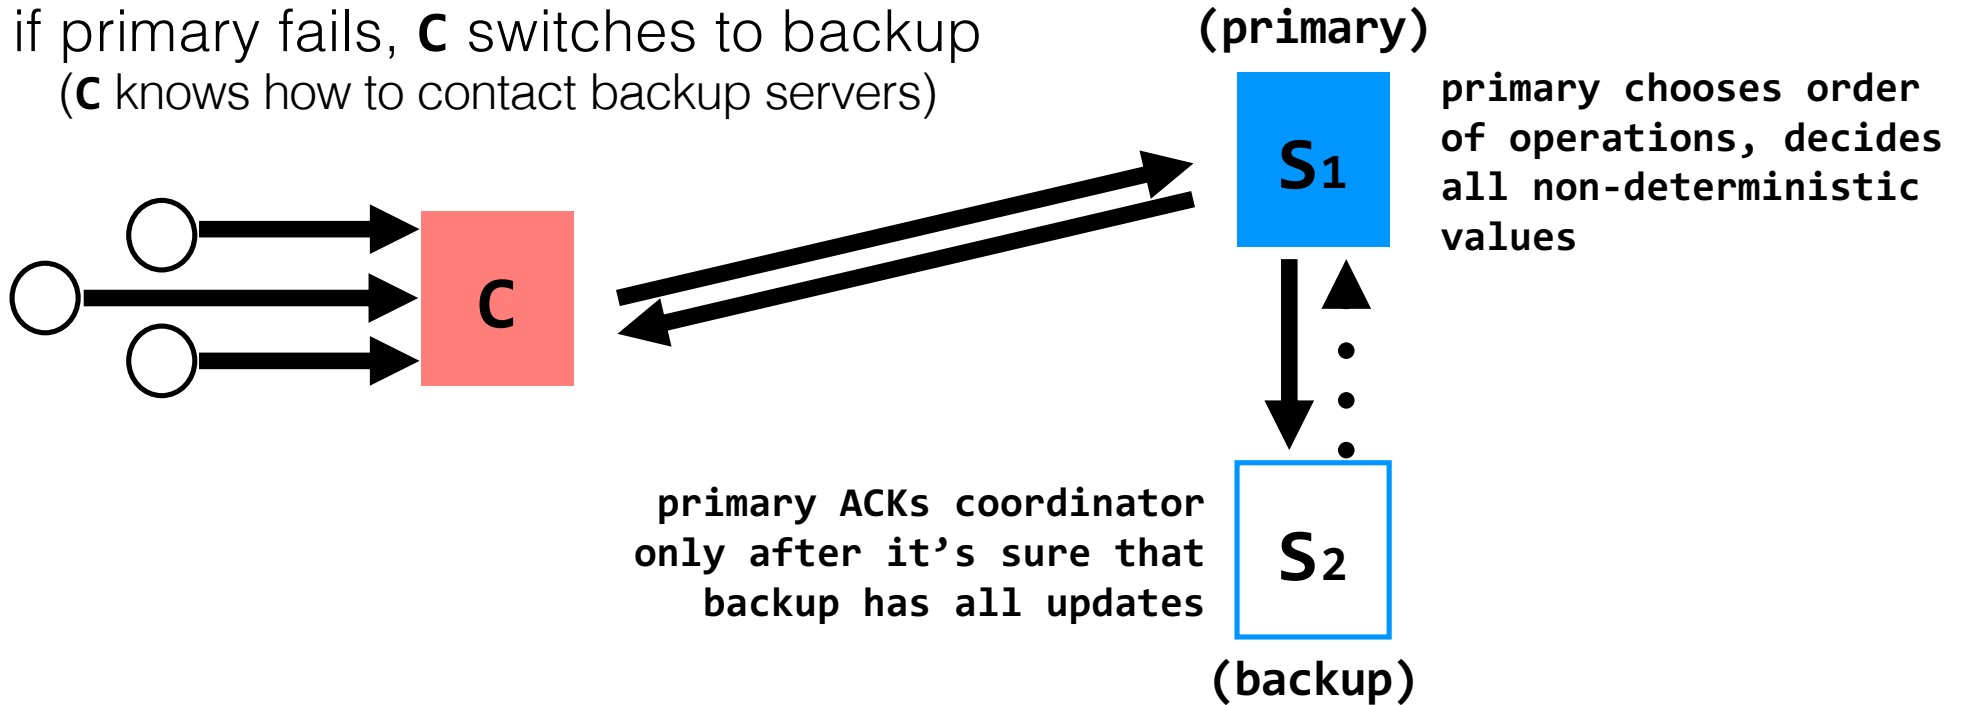 if primary fails, C switches to backup
(C knows how to contact backup servers)
(primary)
S1
primary chooses order
of operations, decides
all non-deterministic
values
C
primary ACKs coordinator
only after it’s sure that
backup has all updates
S2
(backup)